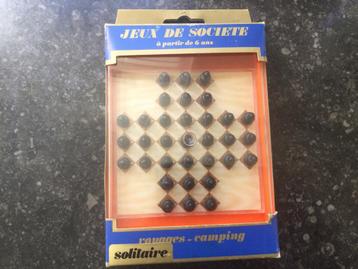 JEUX DE SOCIETE
à partir de 6 ans
voyages - camping
solitaire